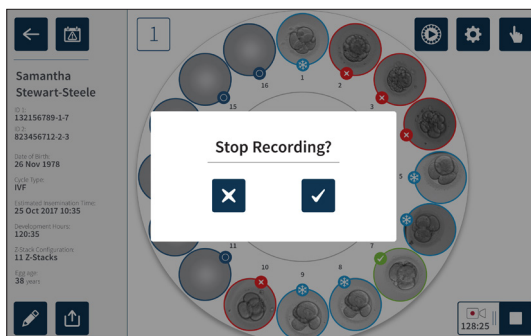 1
Samantha
Stewart-Steele
ID 1:
132156789-1-7
ID 2:
823456712-2-3
Date of Birth:
26 Nov 1978
Cycle Type:
IVF
Estimated Insemination Time:
25 Oct 2017 10:35
Development Hours:
120:35
Z-Stack Configuration:
11 Z-Stacks
Egg age:
38 years
16
1
2
15
3
Stop Recording?
5
11
7
10
9
8
128:25